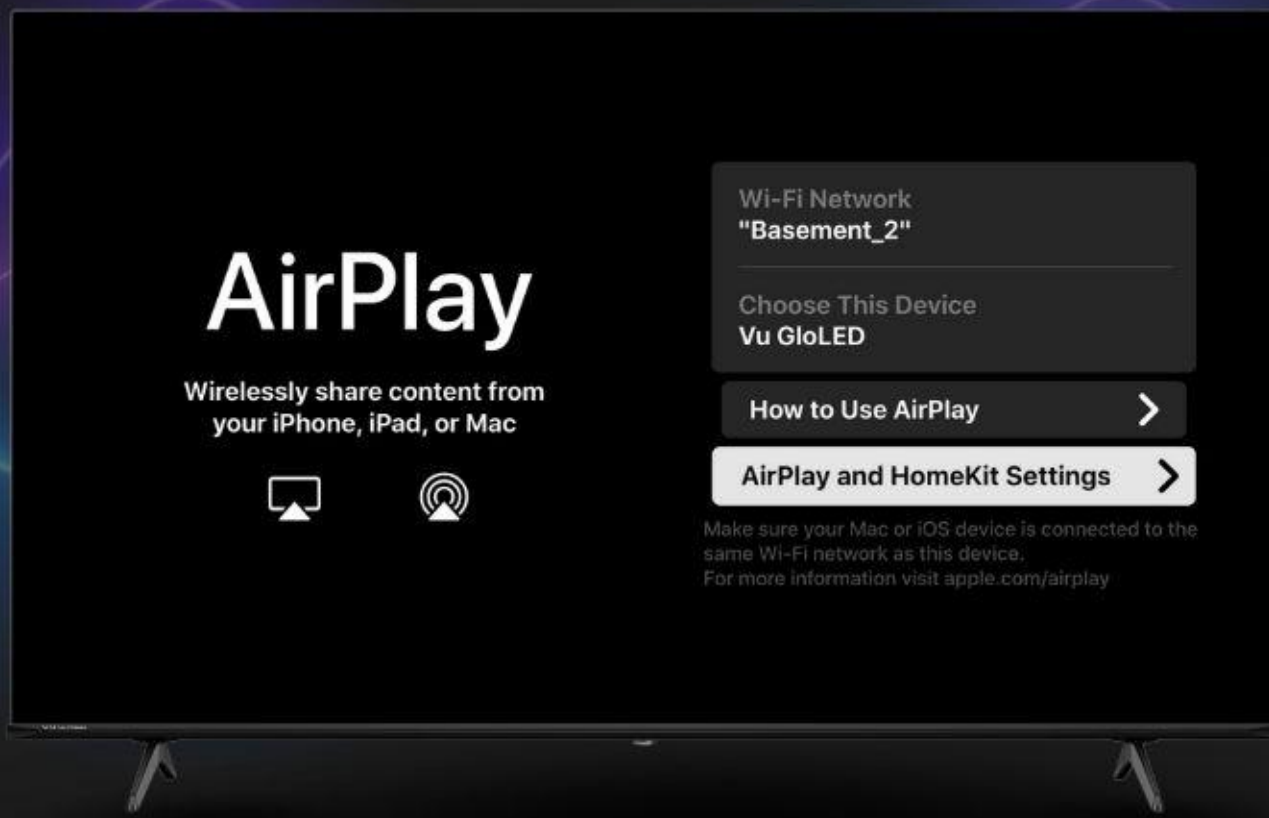 AirPlay
Wirelessly share content from
your iPhone, iPad, or Mac
Wi-Fi Network
"Basement_2"
Choose This Device
Vu GloLED
How to Use AirPlay
AirPlay and HomeKit Settings
Make sure your Mac or iOS device is connected to the
same Wi-Fi network as this device.
For more information visit apple.com/airplay